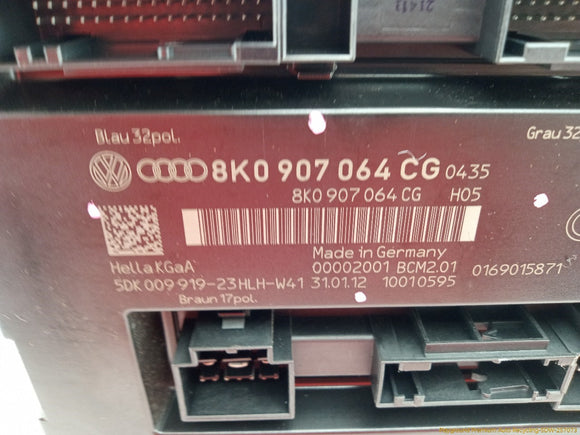 21411
Blau 32pol.
Grau 32
8K0 907 064 CG 0435
8K0 907 064 CG H05
Made in Germany
Hella KGaA 00002001 BCM2.01 0169015871
5DK 009 919-23 HLH-W41 31.01.12 10010595
Braun 17pol.